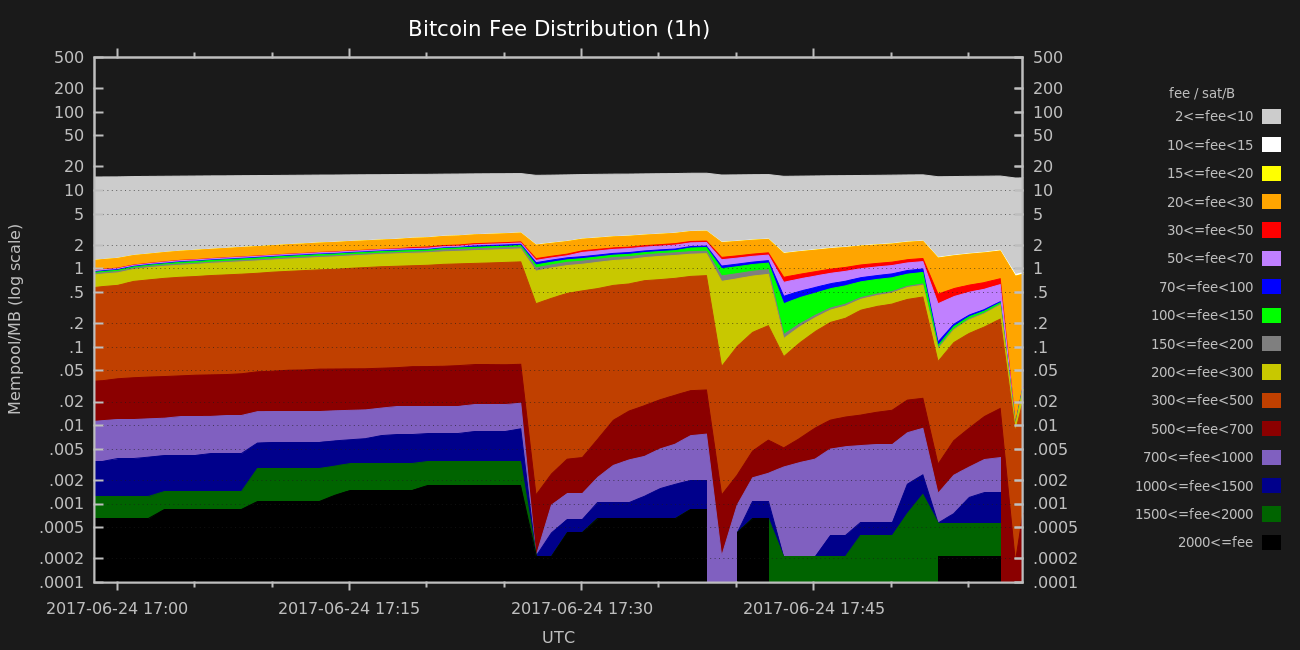 Bitcoin Fee Distribution (1h)
500
200
100
50
20
10
5
2
1
.5
.2
.1
.05
.02
.01
.005
.002
.001
.0005
.0002
.0001
Mempool/MB (log scale)
500
200
100
50
20
10
5
2
1
.5
.2
.1
.05
.02
.01
.005
.002
.001
.0005
.0002
.0001
2017-06-24 17:00
2017-06-24 17:15
2017-06-24 17:30
2017-06-24 17:45
UTC
fee / sat/B
2<=fee<10
10<=fee<15
15<=fee<20
20<=fee<30
30<=fee<50
50<=fee<70
70<=fee<100
100<=fee<150
150<=fee<200
200<=fee<300
300<=fee<500
500<=fee<700
700<=fee<1000
1000<=fee<1500
1500<=fee<2000
2000<=fee